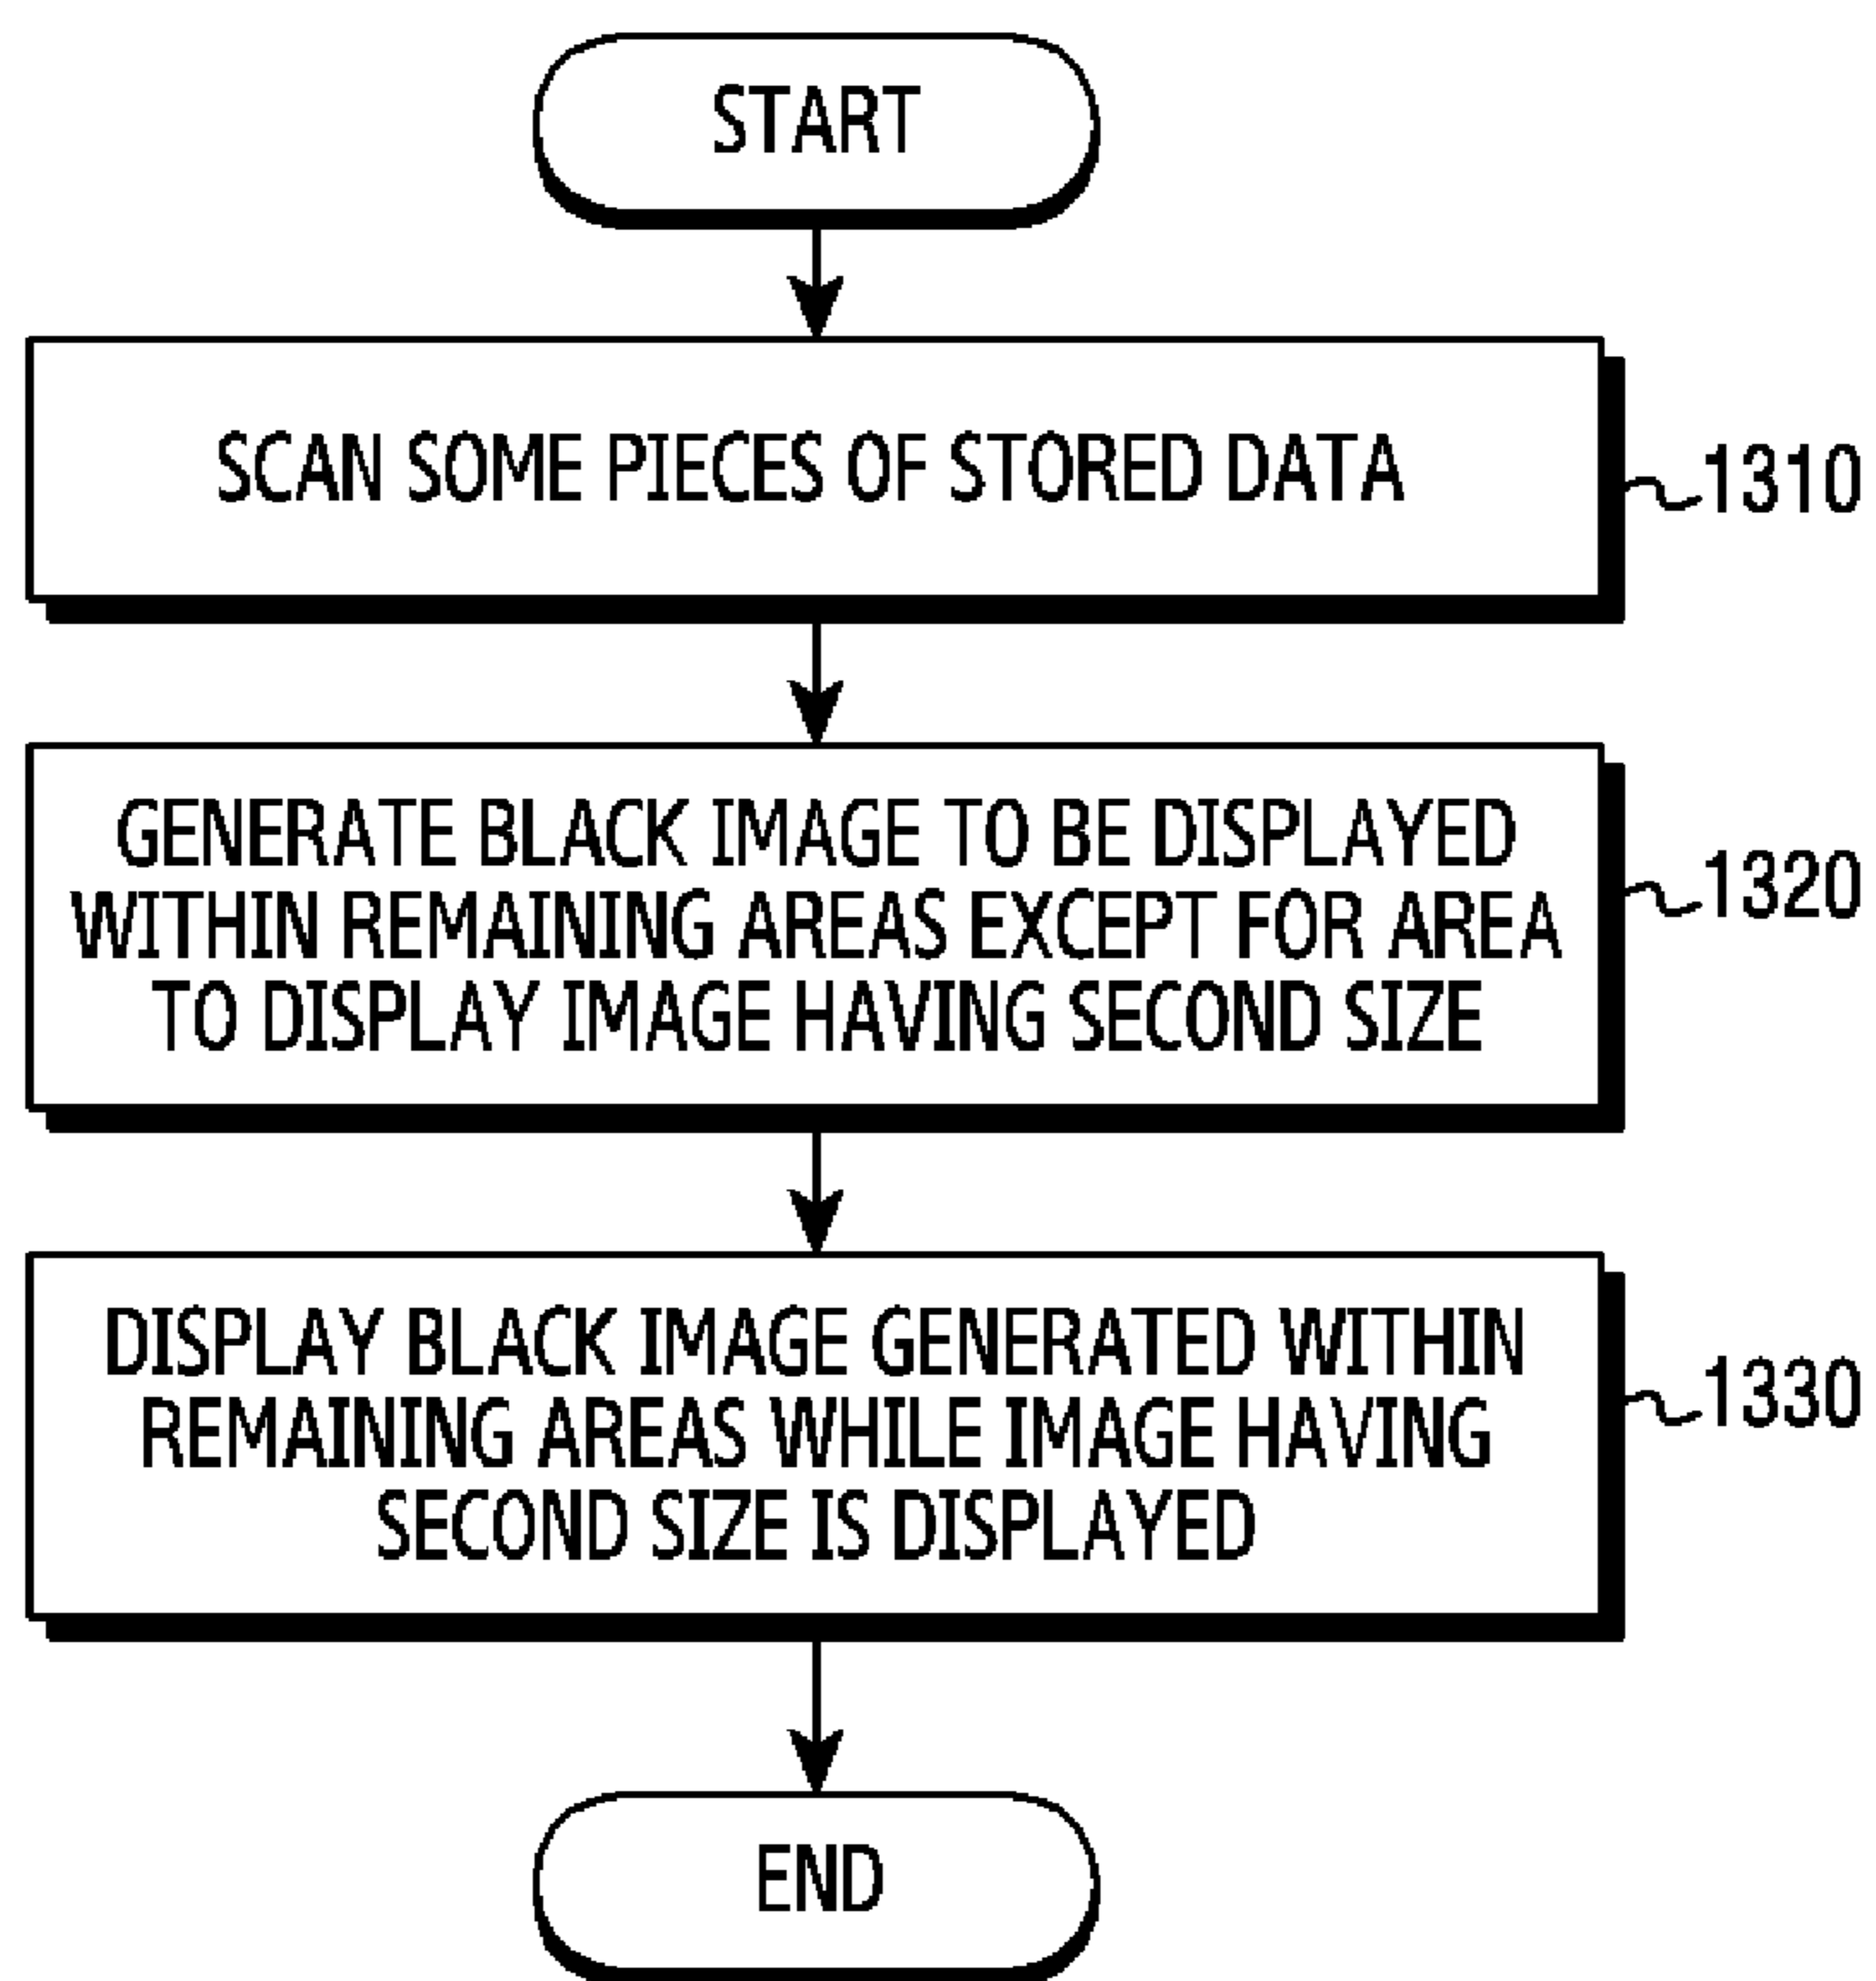 START
SCAN SOME PIECES OF STORED DATA
1310
GENERATE BLACK IMAGE TO BE DISPLAYED
WITHIN REMAINING AREAS EXCEPT FOR AREA
TO DISPLAY IMAGE HAVING SECOND SIZE
1320
DISPLAY BLACK IMAGE GENERATED WITHIN
REMAINING AREAS WHILE IMAGE HAVING
SECOND SIZE IS DISPLAYED
1330
END